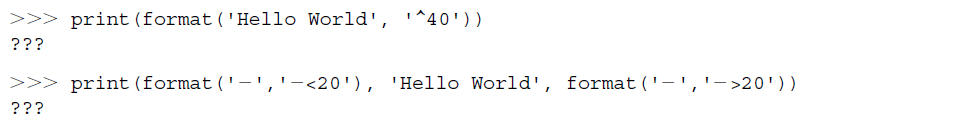 >>> print(format('Hello World', '^40'))
???
>>> print(format('−','−<20'), 'Hello World', format('−','−>20'))
???